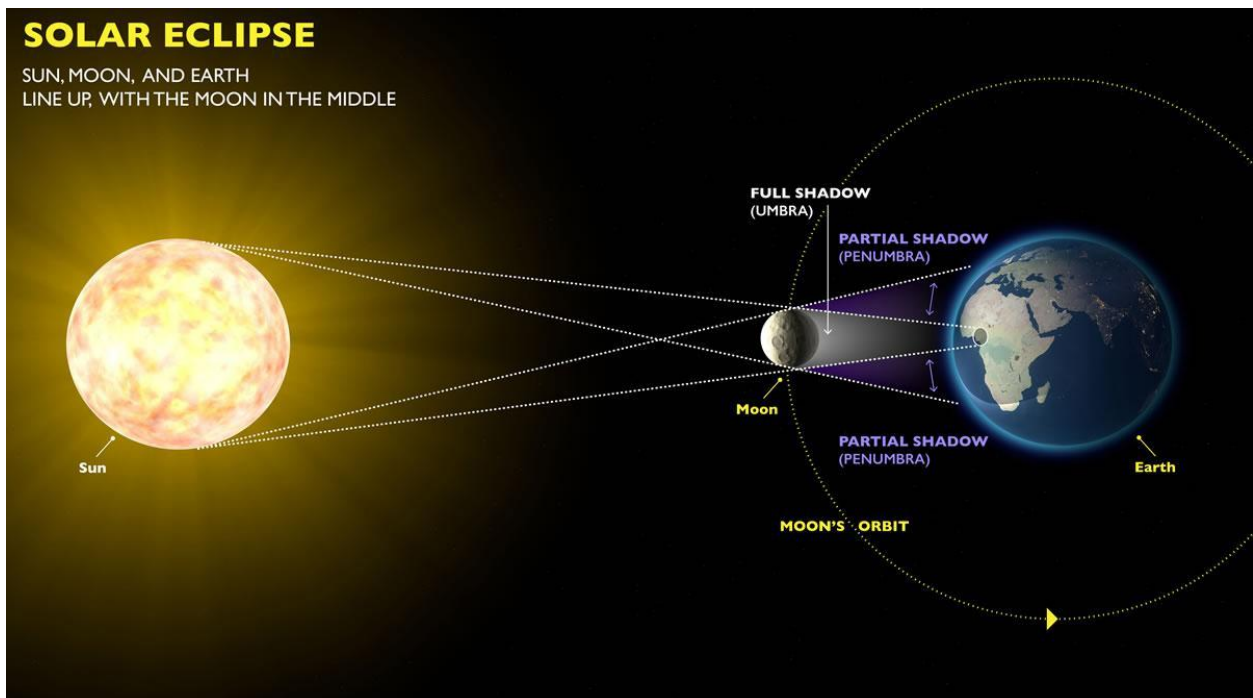 SOLAR ECLIPSE
SUN, MOON, AND EARTH
LINE UP, WITH THE MOON IN THE MIDDLE
FULL SHADOW
(UMBRA)
PARTIAL SHADOW
(PENUMBRA)
Moon
Sun
PARTIAL SHADOW
(PENUMBRA)
Earth
MOON'S ORBIT